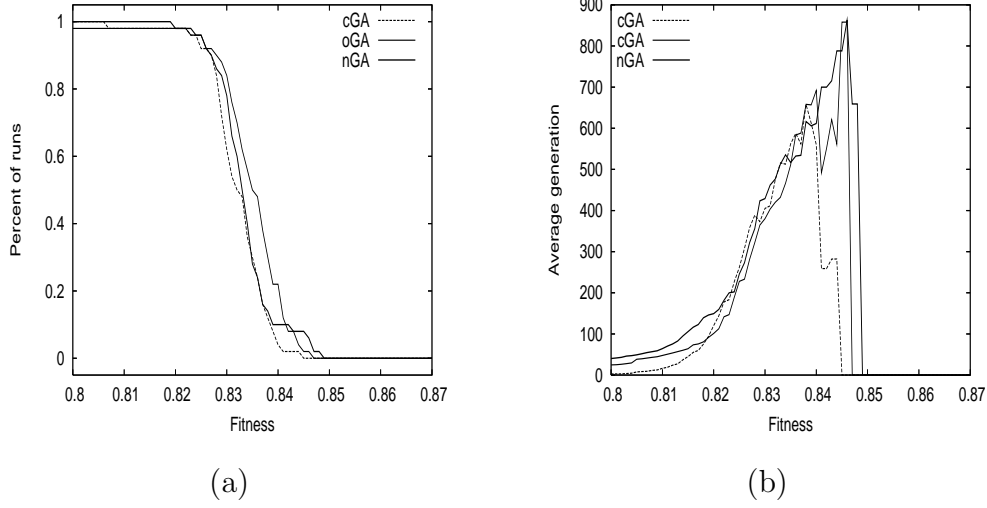 1
0.8
0.6
0.4
0.2
0
0.8 0.81 0.82 0.83 0.84 0.85 0.86 0.87
Percent of runs
Fitness
cGA
oGA
nGA
(a)
900
800
700
600
500
400
300
200
100
0
0.8 0.81 0.82 0.83 0.84 0.85 0.86 0.87
Average generation
Fitness
cGA
cGA
nGA
(b)